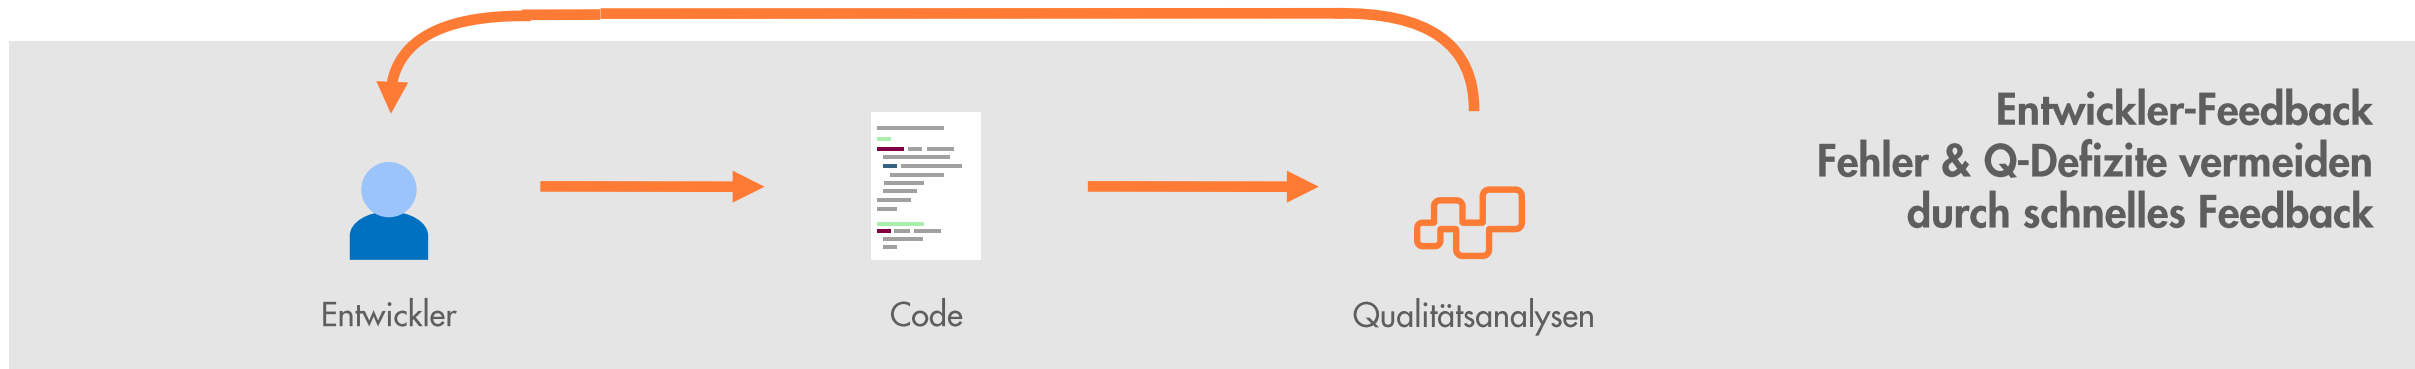 Entwickler-Feedback
Fehler & Q-Defizite vermeiden
durch schnelles Feedback
Entwickler
Code
Qualitätsanalysen